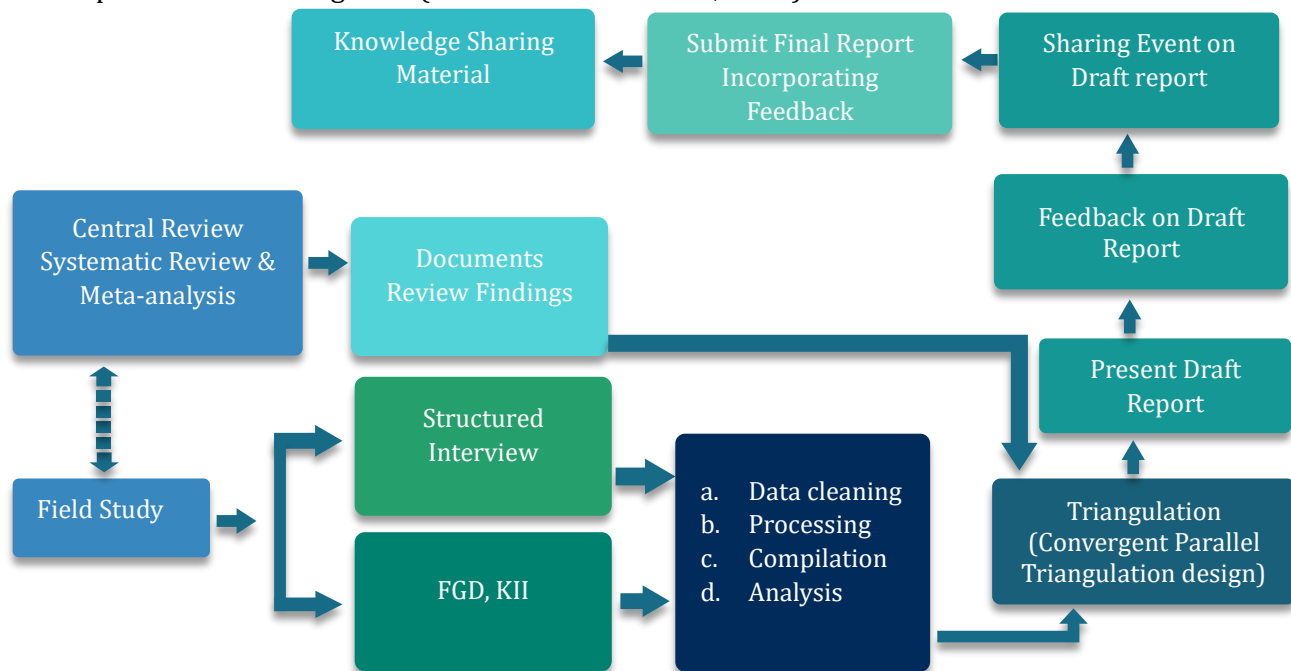 Knowledge Sharing
Material
Submit Final Report
Incorporating
Feedback
Sharing Event on
Draft report
Central Review
Systematic Review &
Meta-analysis
Documents
Review Findings
Feedback on Draft
Report
Present Draft
Report
Structured
Interview
Field Study
FGD, KII
a. Data cleaning
b. Processing
c. Compilation
d. Analysis
Triangulation
(Convergent Parallel
Triangulation design)